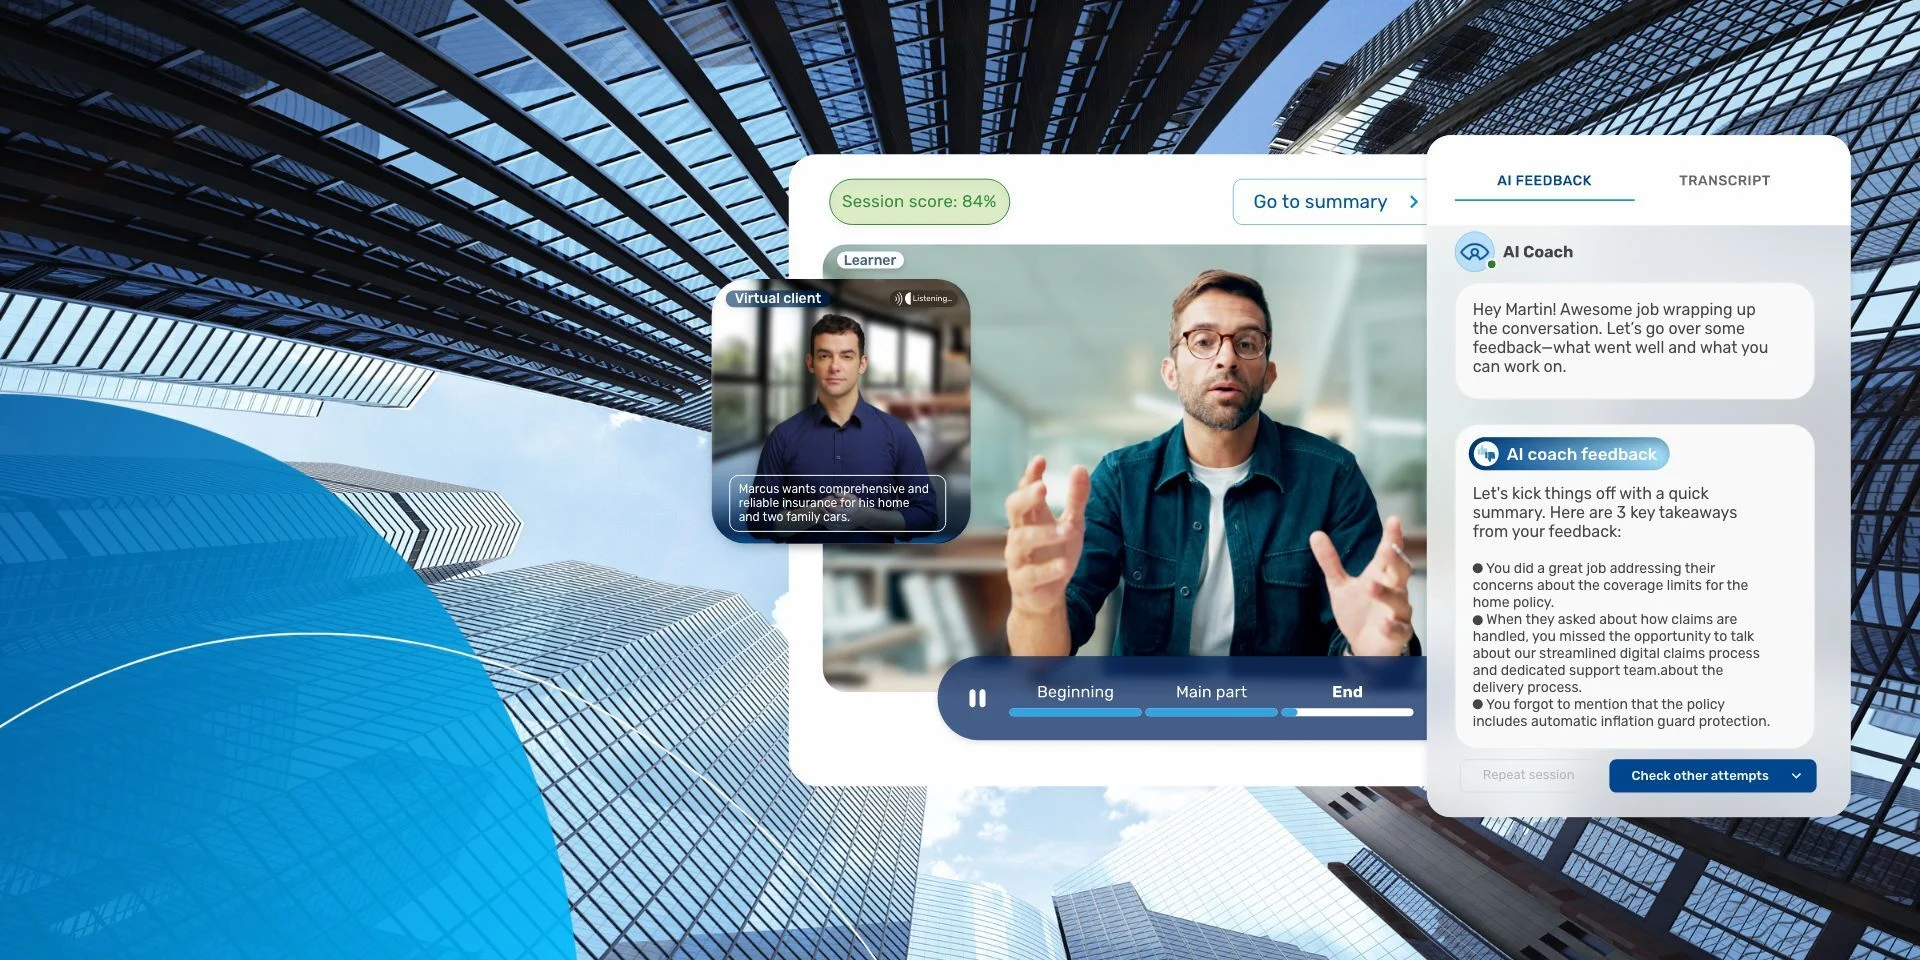 Session score: 84%
Go to summary
Learner
Virtual client
Listening...
Marcus wants comprehensive and
reliable insurance for his home
and two family cars.
Beginning
Main part
End
AI FEEDBACK
TRANSCRIPT
AI Coach
Hey Martin! Awesome job wrapping up
the conversation. Let's go over some
feedback—what went well and what you
can work on.
AI coach feedback
Let's kick things off with a quick
summary. Here are 3 key takeaways
from your feedback:
● You did a great job addressing their
concerns about the coverage limits for the
home policy.
● When they asked about how claims are
handled, you missed the opportunity to talk
about our streamlined digital claims process
and dedicated support team.about the
delivery process.
● You forgot to mention that the policy
includes automatic inflation guard protection.
Repeat session
Check other attempts